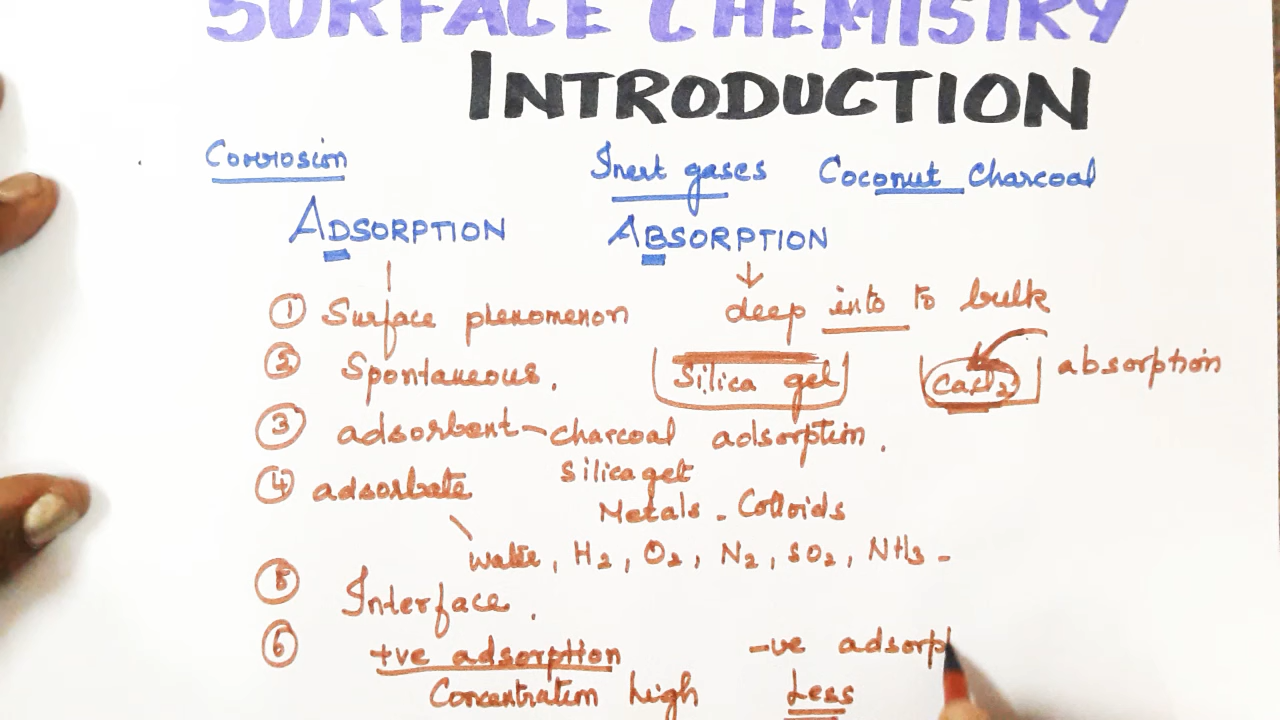 SURFACE CHEMISTRY
INTRODUCTION
Corrosion Inert gases Coconut Charcoal
ADSORPTION ABSORPTION
① Surface phenomenon deep into to bulk
② Spontaneous. Silica gel CaCl₂ absorption
③ adsorbent - charcoal adsorption.
Silica gel
④ adsorbate
Metals - Colloids
water, H₂, O₂, N₂, SO₂, NH₃ -
⑤ Interface.
⑥ +ve adsorption -ve adsorp
Concentration high Less